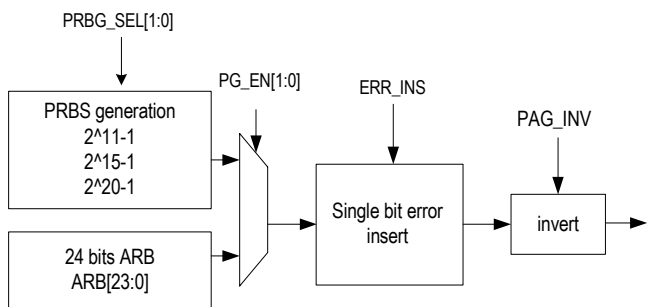 PRBG_SEL[1:0]
PG_EN[1:0]
ERR_INS
PAG_INV
PRBS generation
2^11-1
2^15-1
2^20-1
Single bit error
insert
invert
24 bits ARB
ARB[23:0]